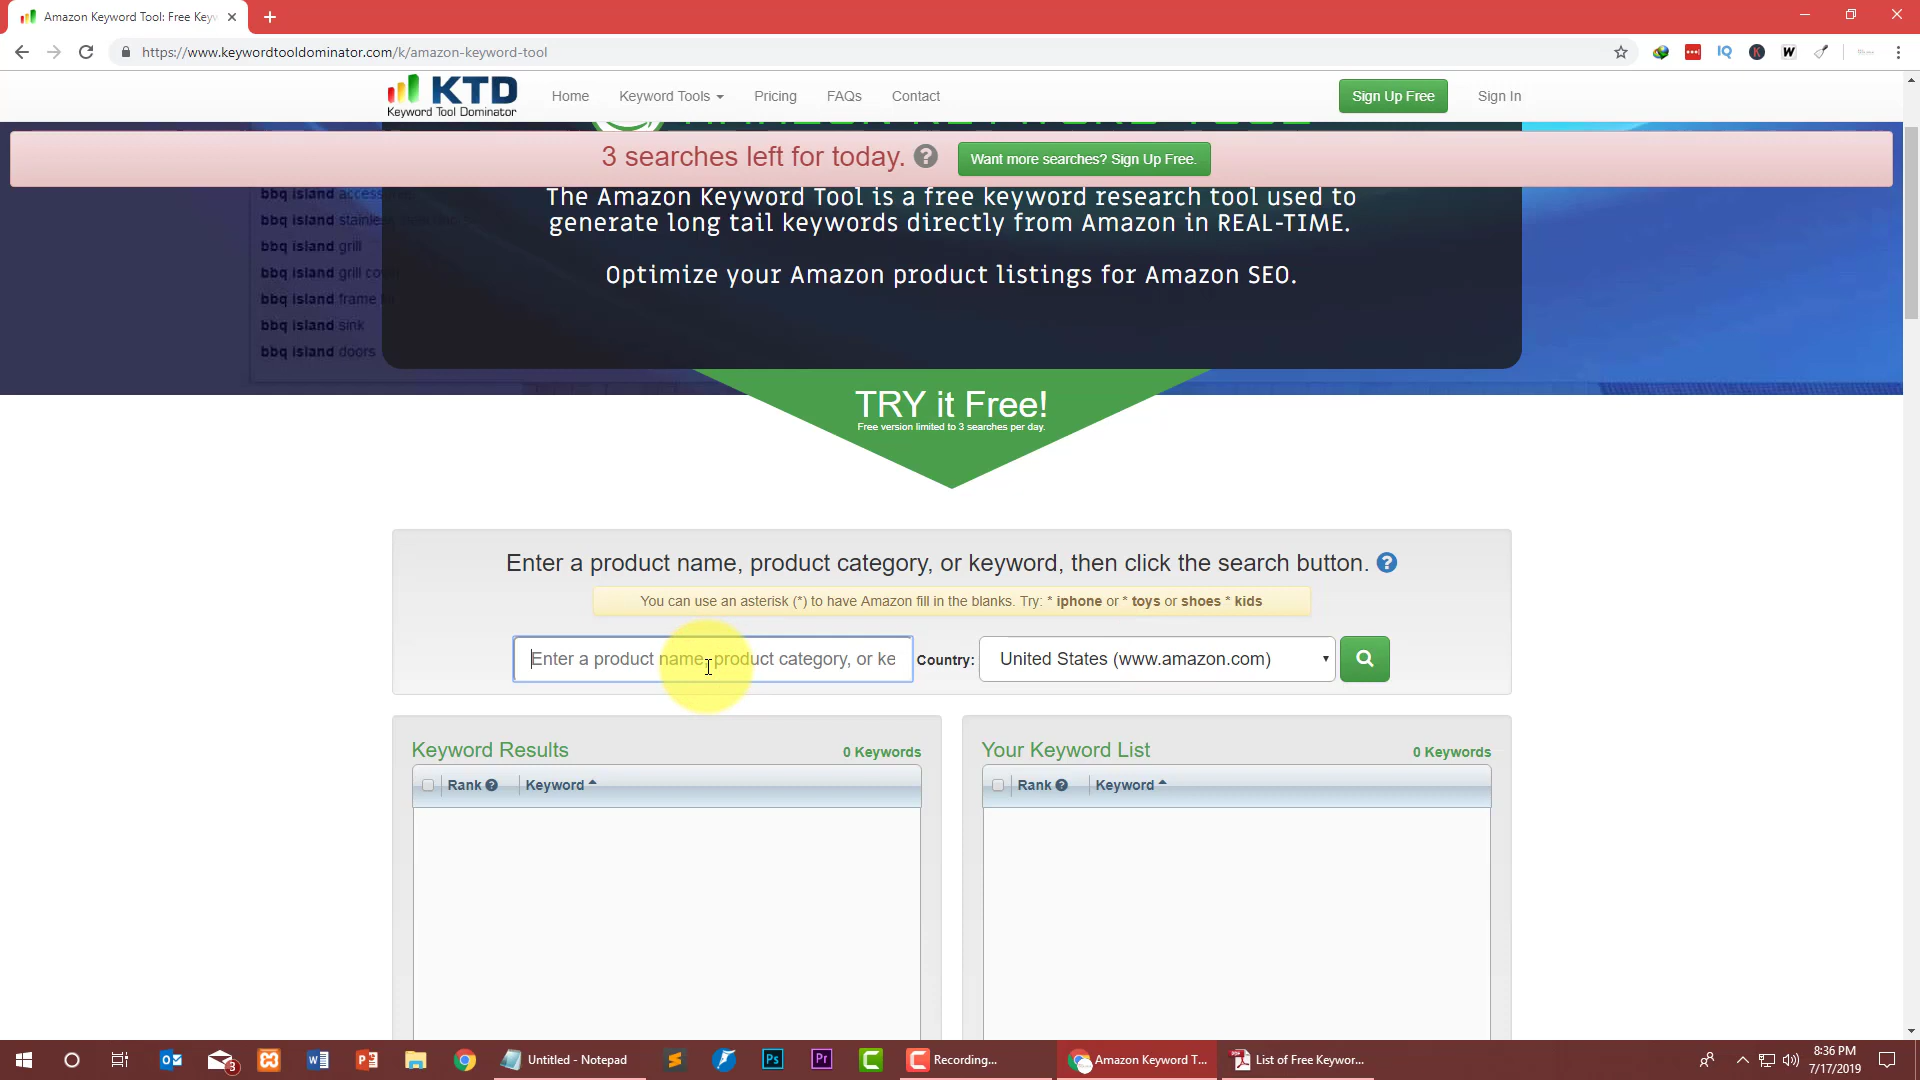 Amazon Keyword Tool: Free Keyw
https://www.keywordtooldominator.com/k/amazon-keyword-tool
IQ
K
W
KTD
Keyword Tool Dominator
Home
Keyword Tools
Pricing
FAQs
Contact
Sign Up Free
Sign In
3 searches left for today.
Want more searches? Sign Up Free.
bbq island
bbq island
bbq island grill
bbq island grill
bbq island frame
bbq island sink
bbq island doors
The Amazon Keyword Tool is a free keyword research tool used to
generate long tail keywords directly from Amazon in REAL-TIME.
Optimize your Amazon product listings for Amazon SEO.
TRY it Free!
Free version limited to 3 searches per day.
Enter a product name, product category, or keyword, then click the search button.
You can use an asterisk (*) to have Amazon fill in the blanks. Try: * iphone or * toys or shoes * kids
Enter a product name, product category, or ke
Country:
United States (www.amazon.com)
Keyword Results
0 Keywords
Rank
Keyword
Your Keyword List
0 Keywords
Rank
Keyword
3
Untitled - Notepad
Ps
Pr
Recording...
Amazon Keyword T...
List of Free Keywor...
8:36 PM
7/17/2019